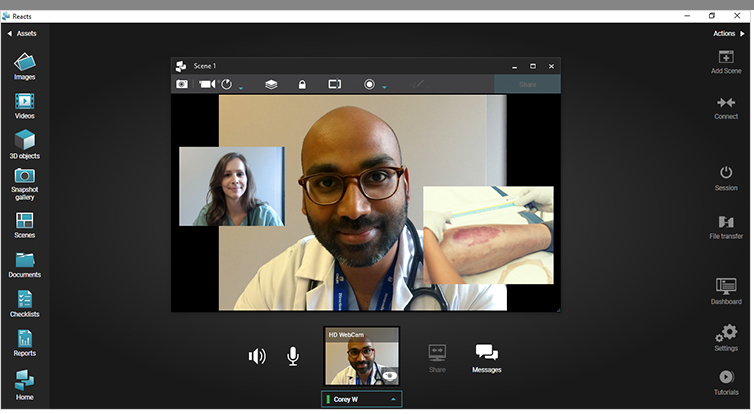 Reacts
Assets
Images
Videos
3D objects
Snapshot
gallery
Scenes
Documents
Checklists
Reports
Home
Scene 1
Share
HD WebCam
Share
Messages
Corey W
Actions
Add Scene
Connect
Session
File transfer
Dashboard
Settings
Tutorials